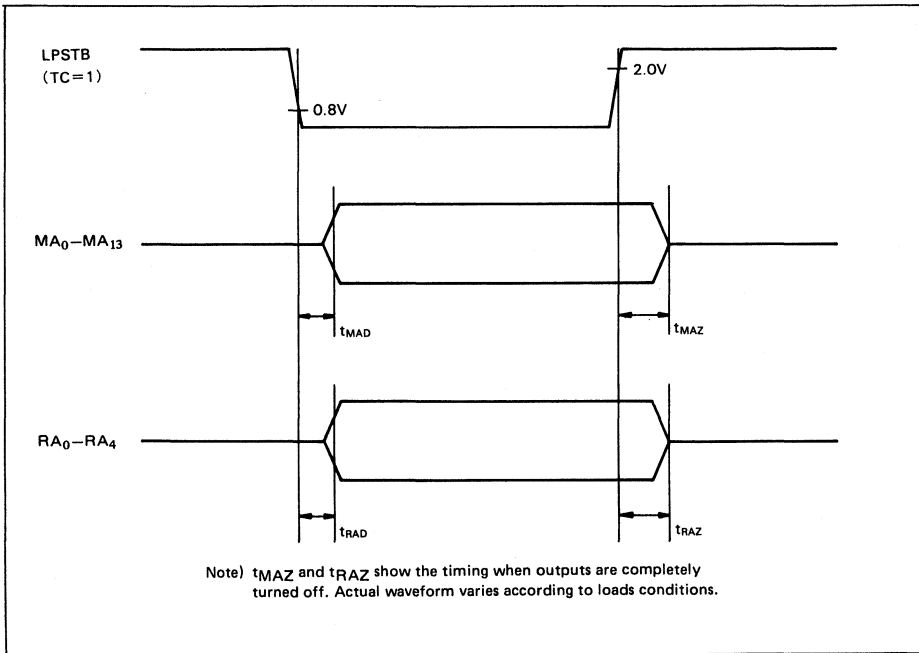 LPSTB
(TC=1)
0.8V
2.0V
MA₀–MA₁₃
tMAD
tMAZ
RA₀–RA₄
tRAD
tRAZ
Note) tMAZ and tRAZ show the timing when outputs are completely
turned off. Actual waveform varies according to loads conditions.